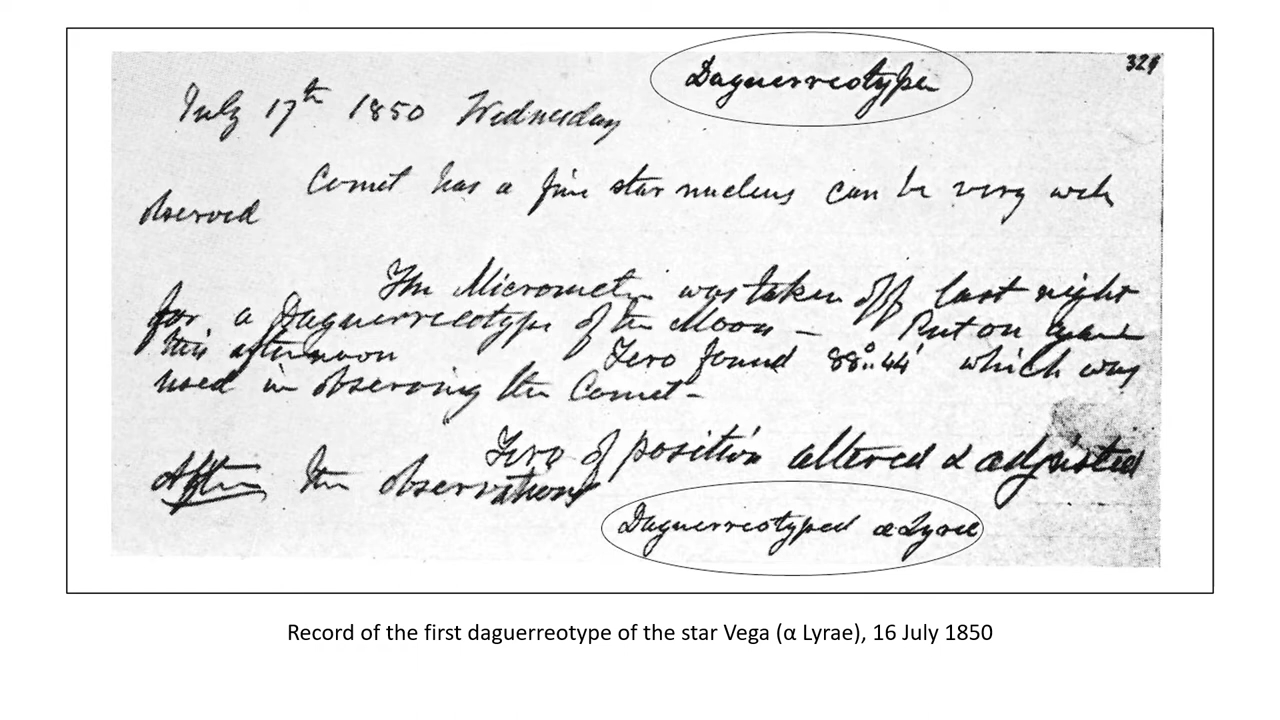 Daguerreotype
329
July 17th 1850 Wednesday
Comet has a fine star nucleus can be very well
observed
The Micrometer was taken off last night
for a Daguerreotype of the Moon – Put on again
this afternoon Zero found 88°..44' which was
used in observing the Comet –
Zero of position altered & adjusted
After the observations
Daguerreotyped α Lyrae
Record of the first daguerreotype of the star Vega (α Lyrae), 16 July 1850